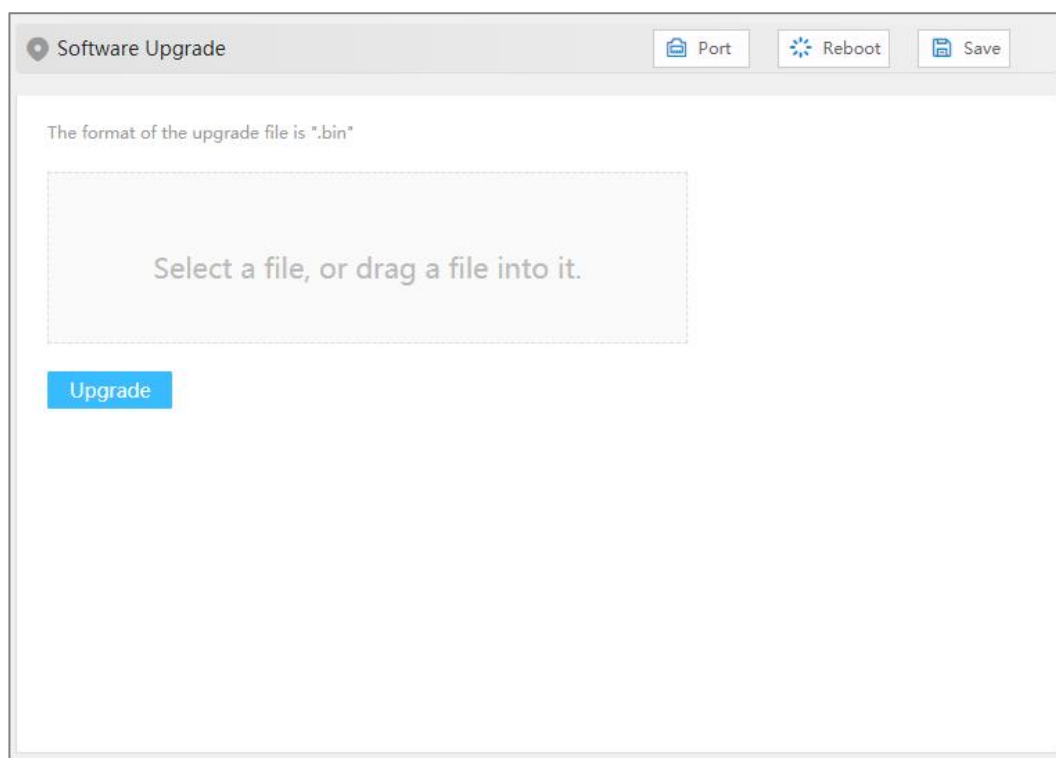 Software Upgrade Port Reboot Save
The format of the upgrade file is ".bin"
Select a file, or drag a file into it.
Upgrade